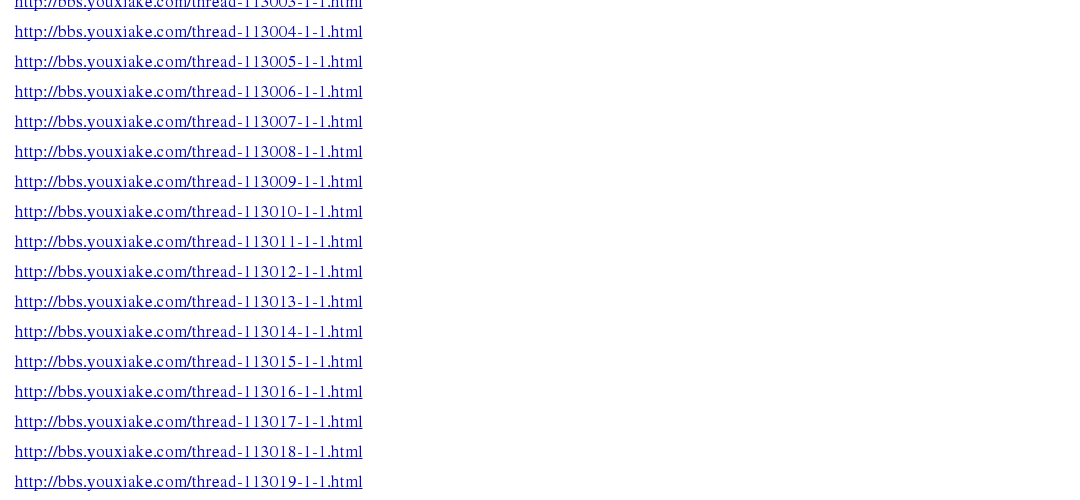 http://bbs.youxiake.com/thread-113003-1-1.html
http://bbs.youxiake.com/thread-113004-1-1.html
http://bbs.youxiake.com/thread-113005-1-1.html
http://bbs.youxiake.com/thread-113006-1-1.html
http://bbs.youxiake.com/thread-113007-1-1.html
http://bbs.youxiake.com/thread-113008-1-1.html
http://bbs.youxiake.com/thread-113009-1-1.html
http://bbs.youxiake.com/thread-113010-1-1.html
http://bbs.youxiake.com/thread-113011-1-1.html
http://bbs.youxiake.com/thread-113012-1-1.html
http://bbs.youxiake.com/thread-113013-1-1.html
http://bbs.youxiake.com/thread-113014-1-1.html
http://bbs.youxiake.com/thread-113015-1-1.html
http://bbs.youxiake.com/thread-113016-1-1.html
http://bbs.youxiake.com/thread-113017-1-1.html
http://bbs.youxiake.com/thread-113018-1-1.html
http://bbs.youxiake.com/thread-113019-1-1.html